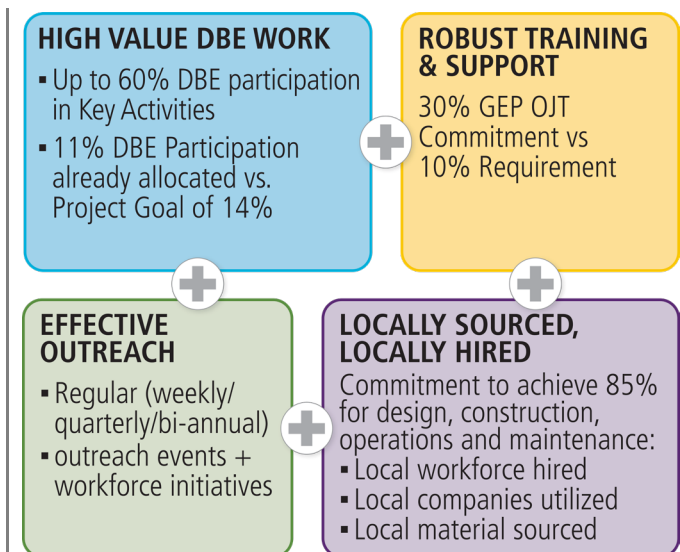 HIGH VALUE DBE WORK
▪ Up to 60% DBE participation
in Key Activities
▪ 11% DBE Participation
already allocated vs.
Project Goal of 14%
ROBUST TRAINING
& SUPPORT
30% GEP OJT
Commitment vs
10% Requirement
EFFECTIVE
OUTREACH
▪ Regular (weekly/
quarterly/bi-annual)
▪ outreach events +
workforce initiatives
LOCALLY SOURCED,
LOCALLY HIRED
Commitment to achieve 85%
for design, construction,
operations and maintenance:
▪ Local workforce hired
▪ Local companies utilized
▪ Local material sourced